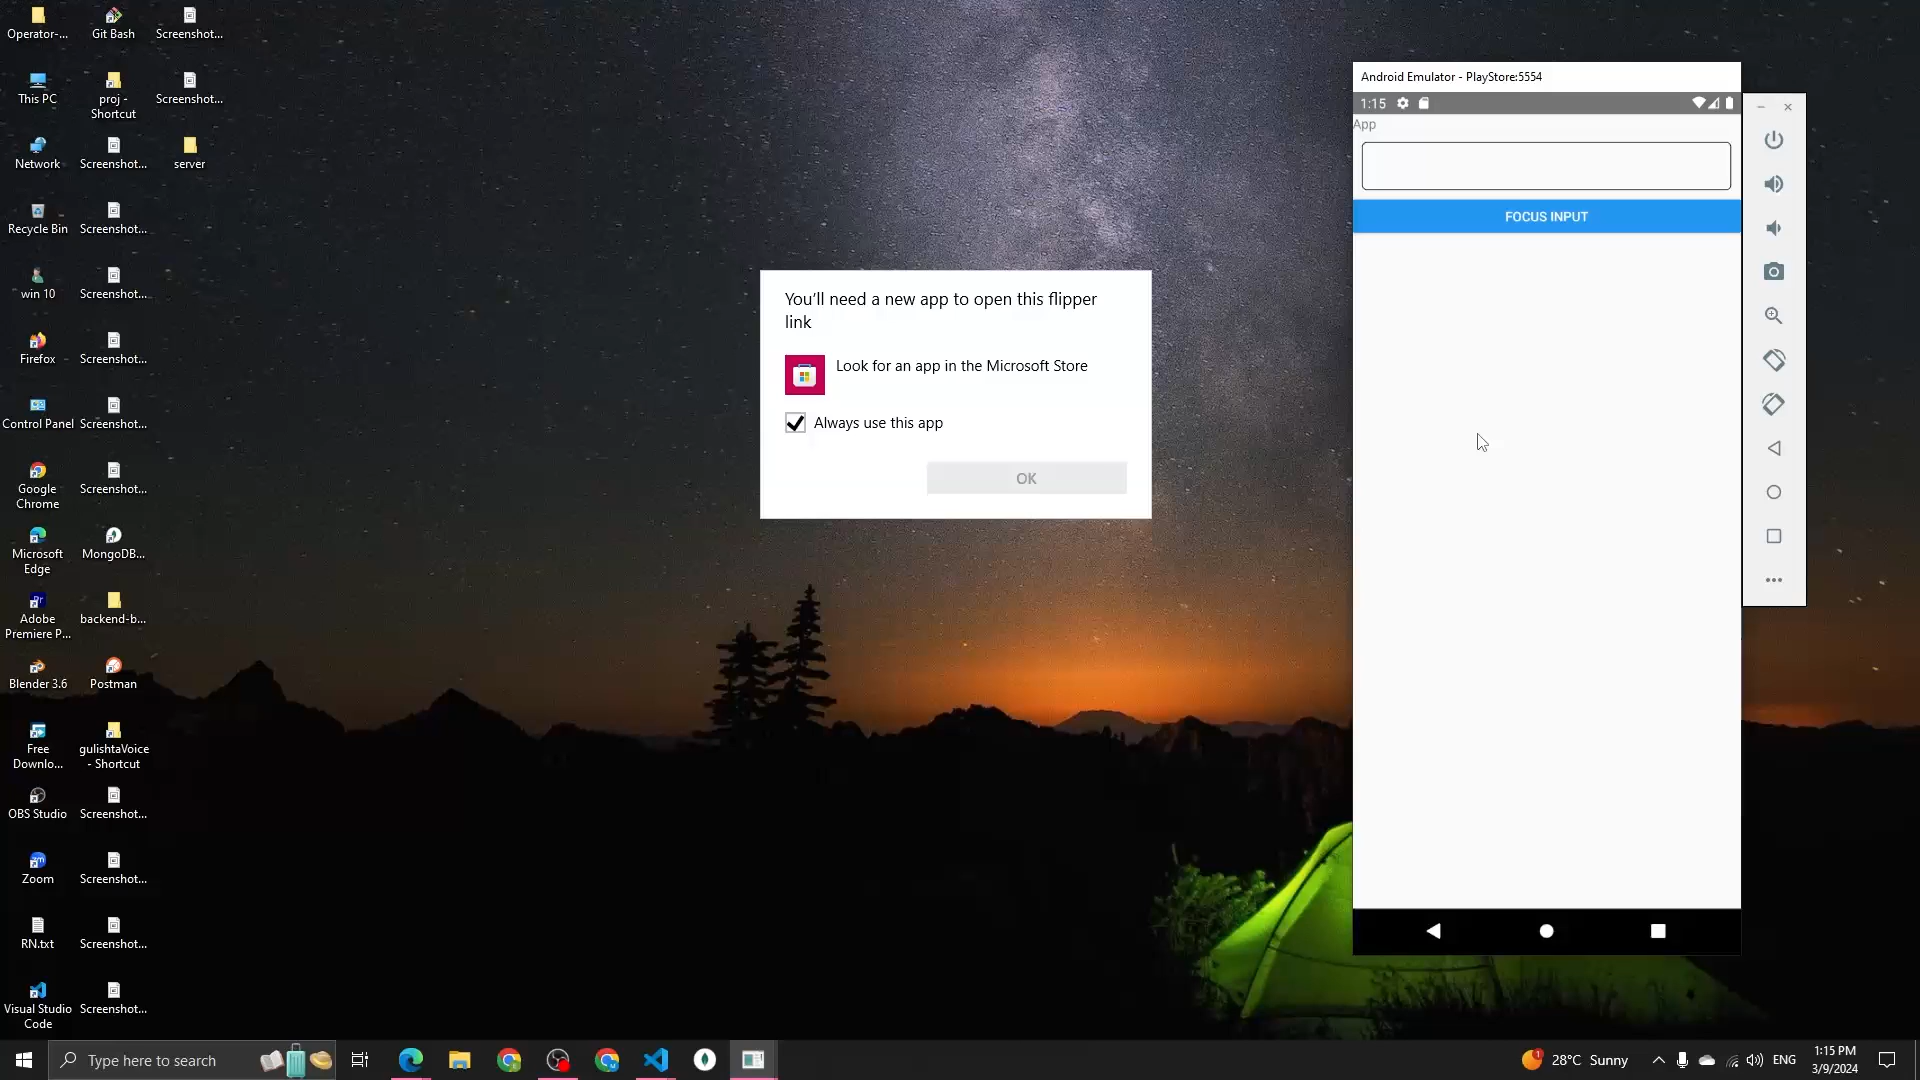 Operator-...
Git Bash
Screenshot...
This PC
proj -
Shortcut
Screenshot...
Network
Screenshot...
server
Recycle Bin
Screenshot...
win 10
Screenshot...
Firefox
Screenshot...
Control Panel
Screenshot...
Google
Chrome
Screenshot...
Microsoft
Edge
MongoDB...
Adobe
Premiere P...
backend-b...
Blender 3.6
Postman
Free
Downlo...
gulishtaVoice
- Shortcut
OBS Studio
Screenshot...
Zoom
Screenshot...
RN.txt
Screenshot...
Visual Studio
Code
Screenshot...
You'll need a new app to open this flipper
link
Look for an app in the Microsoft Store
Always use this app
OK
Android Emulator - PlayStore:5554
1:15
App
FOCUS INPUT
Type here to search
28°C Sunny
ENG
1:15 PM
3/9/2024